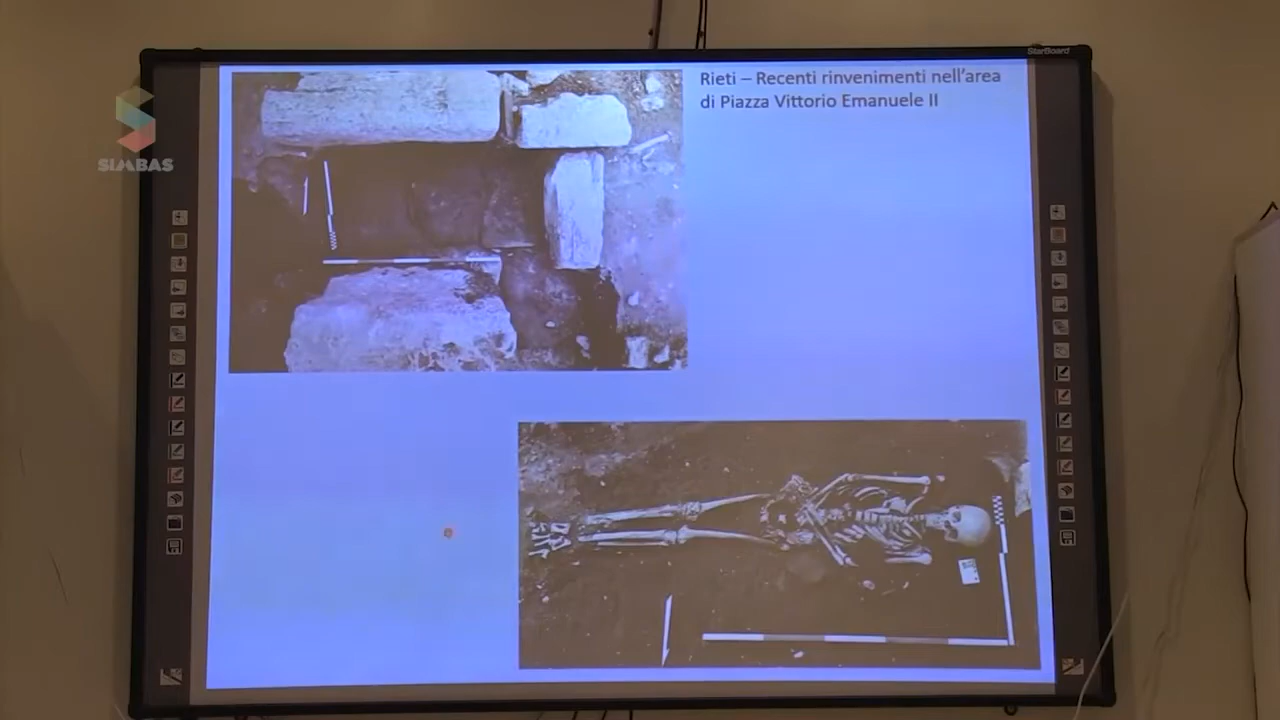 StarBoard
Rieti – Recenti rinvenimenti nell'area
di Piazza Vittorio Emanuele II
SIMBAS